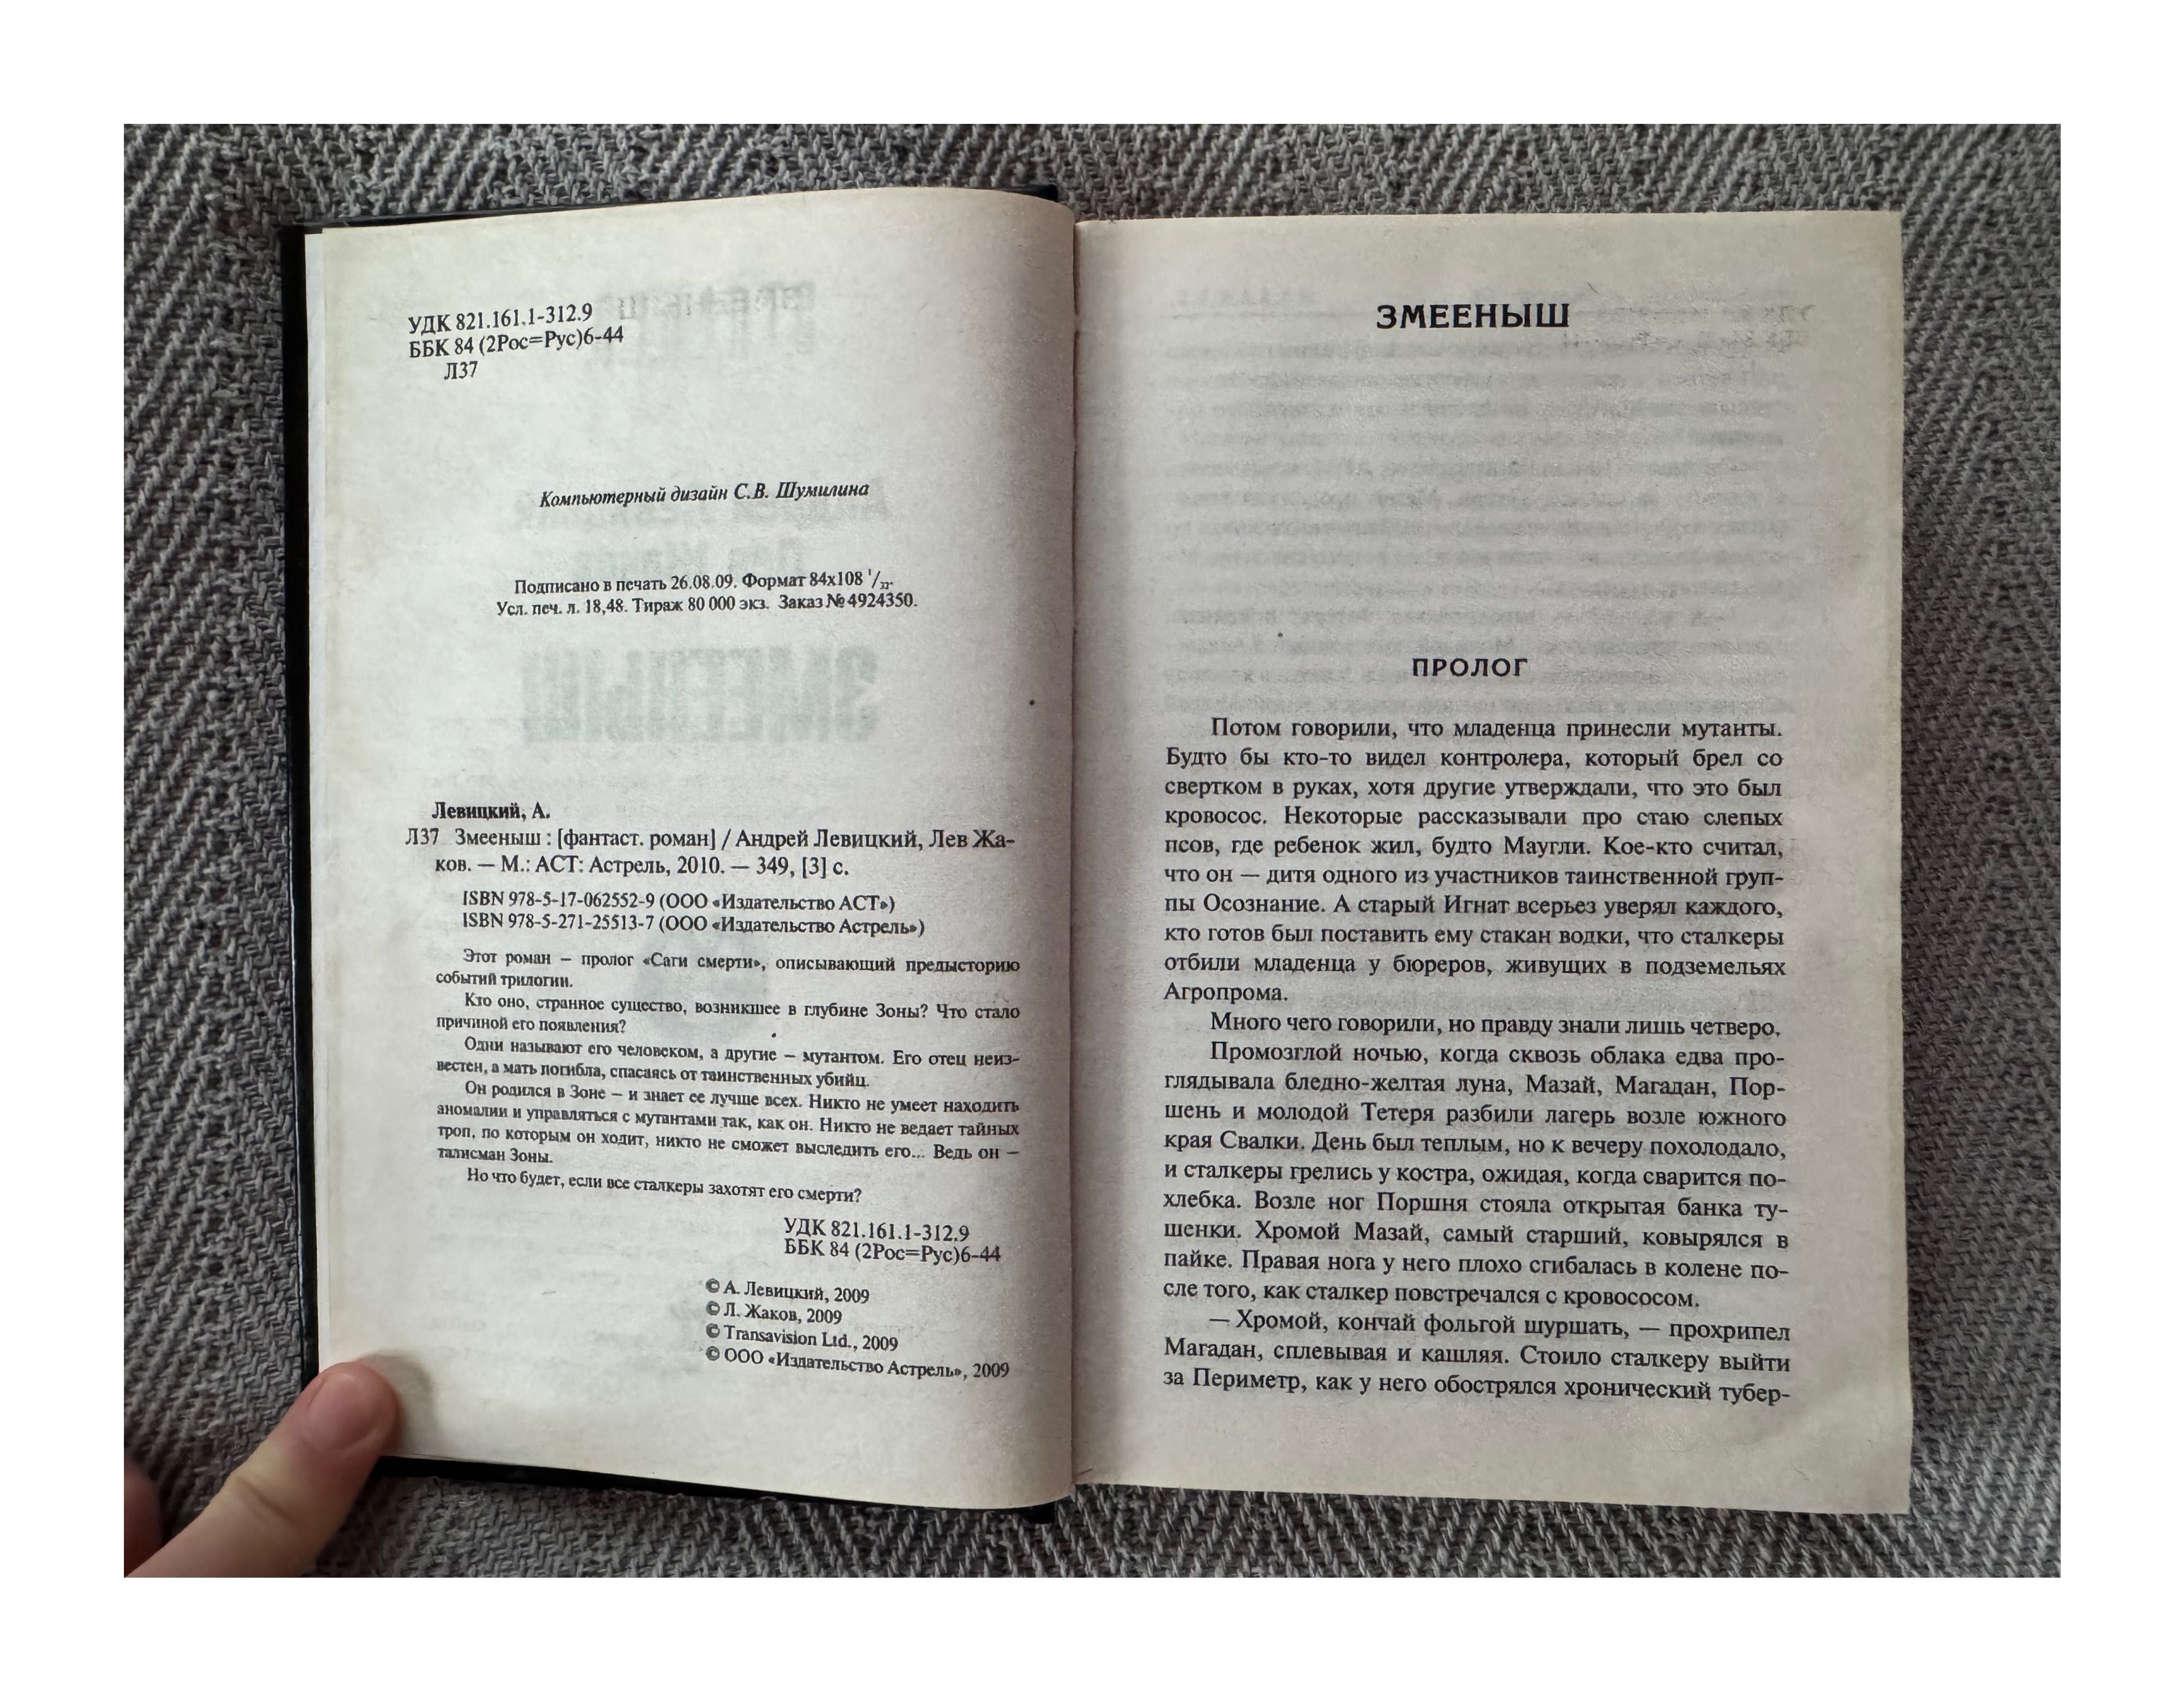 УДК 821.161.1-312.9
ББК 84 (2Рос=Рус)6-44
Л37
Компьютерный дизайн С.В. Шумилина
Подписано в печать 26.08.09. Формат 84x108 1/32.
Усл. печ. л. 18,48. Тираж 80 000 экз. Заказ № 4924350.
Левицкий, А.
Л37 Змееныш : [фантаст. роман] / Андрей Левицкий, Лев Жа-
ков. — М.: АСТ: Астрель, 2010. — 349, [3] с.
ISBN 978-5-17-062552-9 (ООО «Издательство АСТ»)
ISBN 978-5-271-25513-7 (ООО «Издательство Астрель»)
Этот роман – пролог «Саги смерти», описывающий предысторию
событий трилогии.
Кто оно, странное существо, возникшее в глубине Зоны? Что стало
причиной его появления?
Одни называют его человеком, а другие – мутантом. Его отец неиз-
вестен, а мать погибла, спасаясь от таинственных убийц.
Он родился в Зоне – и знает ее лучше всех. Никто не умеет находить
аномалии и управляться с мутантами так, как он. Никто не ведает тайных
троп, по которым он ходит, никто не сможет выследить его... Ведь он –
талисман Зоны.
Но что будет, если все сталкеры захотят его смерти?
УДК 821.161.1-312.9
ББК 84 (2Рос=Рус)6-44
© А. Левицкий, 2009
© Л. Жаков, 2009
© Transavision Ltd., 2009
© ООО «Издательство Астрель», 2009
ЗМЕЕНЫШ
ПРОЛОГ
Потом говорили, что младенца принесли мутанты.
Будто бы кто-то видел контролера, который брел со
свертком в руках, хотя другие утверждали, что это был
кровосос. Некоторые рассказывали про стаю слепых
псов, где ребенок жил, будто Маугли. Кое-кто считал,
что он — дитя одного из участников таинственной груп-
пы Осознание. А старый Игнат всерьез уверял каждого,
кто готов был поставить ему стакан водки, что сталкеры
отбили младенца у бюреров, живущих в подземельях
Агропрома.
Много чего говорили, но правду знали лишь четверо.
Промозглой ночью, когда сквозь облака едва про-
глядывала бледно-желтая луна, Мазай, Магадан, Пор-
шень и молодой Тетеря разбили лагерь возле южного
края Свалки. День был теплым, но к вечеру похолодало,
и сталкеры грелись у костра, ожидая, когда сварится по-
хлебка. Возле ног Поршня стояла открытая банка ту-
шенки. Хромой Мазай, самый старший, ковырялся в
пайке. Правая нога у него плохо сгибалась в колене по-
сле того, как сталкер повстречался с кровососом.
— Хромой, кончай фольгой шуршать, — прохрипел
Магадан, сплевывая и кашляя. Стоило сталкеру выйти
за Периметр, как у него обострялся хронический тубер-